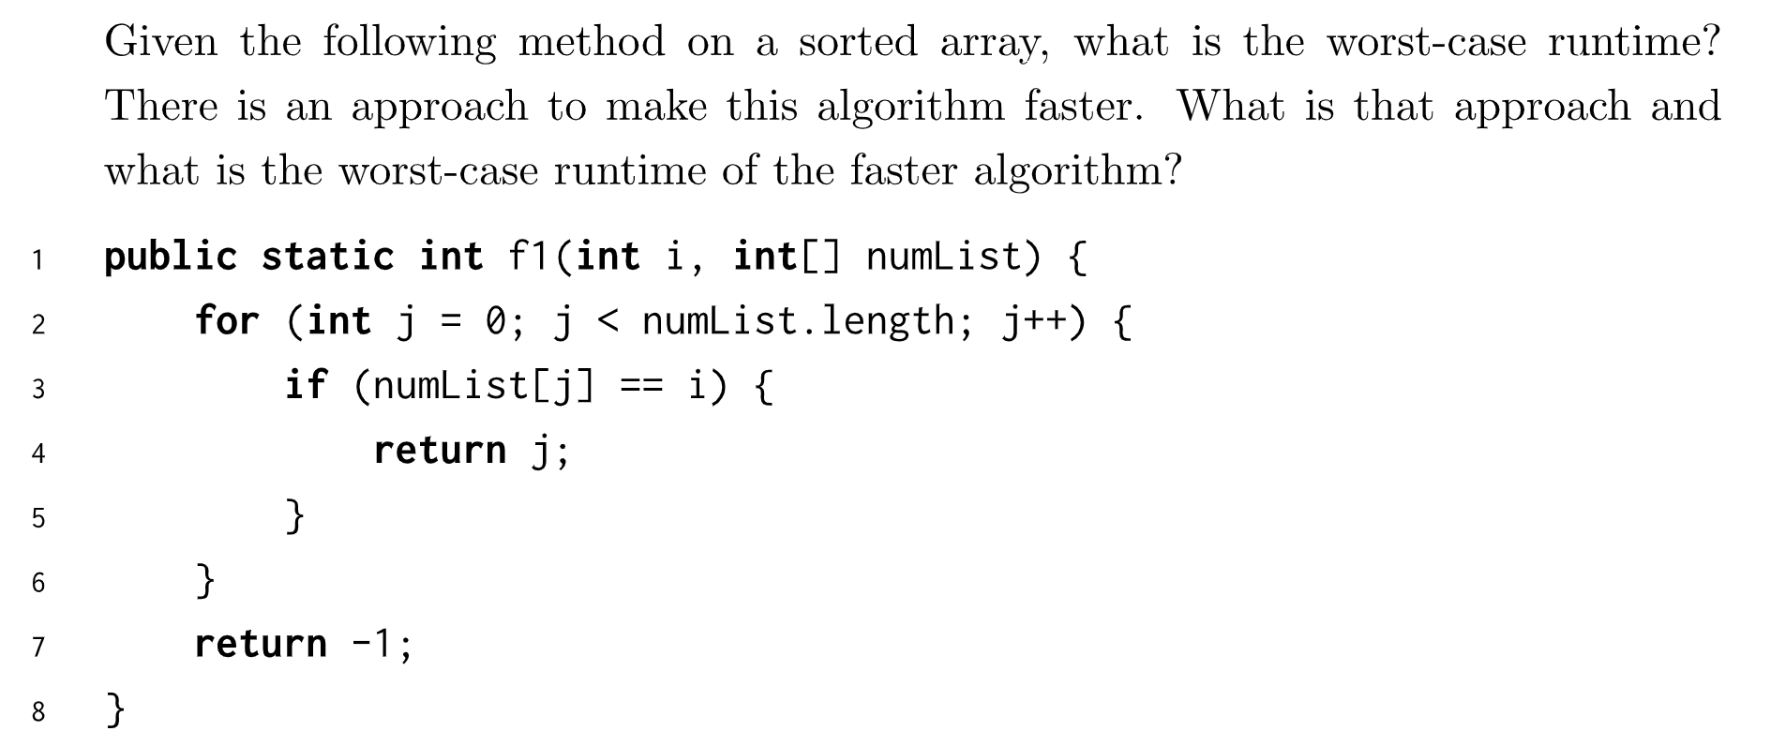 Given the following method on a sorted array, what is the worst-case runtime?
There is an approach to make this algorithm faster. What is that approach and
what is the worst-case runtime of the faster algorithm?
1 public static int f1(int i, int[] numList) {
2 for (int j = 0; j < numList.length; j++) {
3 if (numList[j] == i) {
4 return j;
5 }
6 }
7 return -1;
8 }